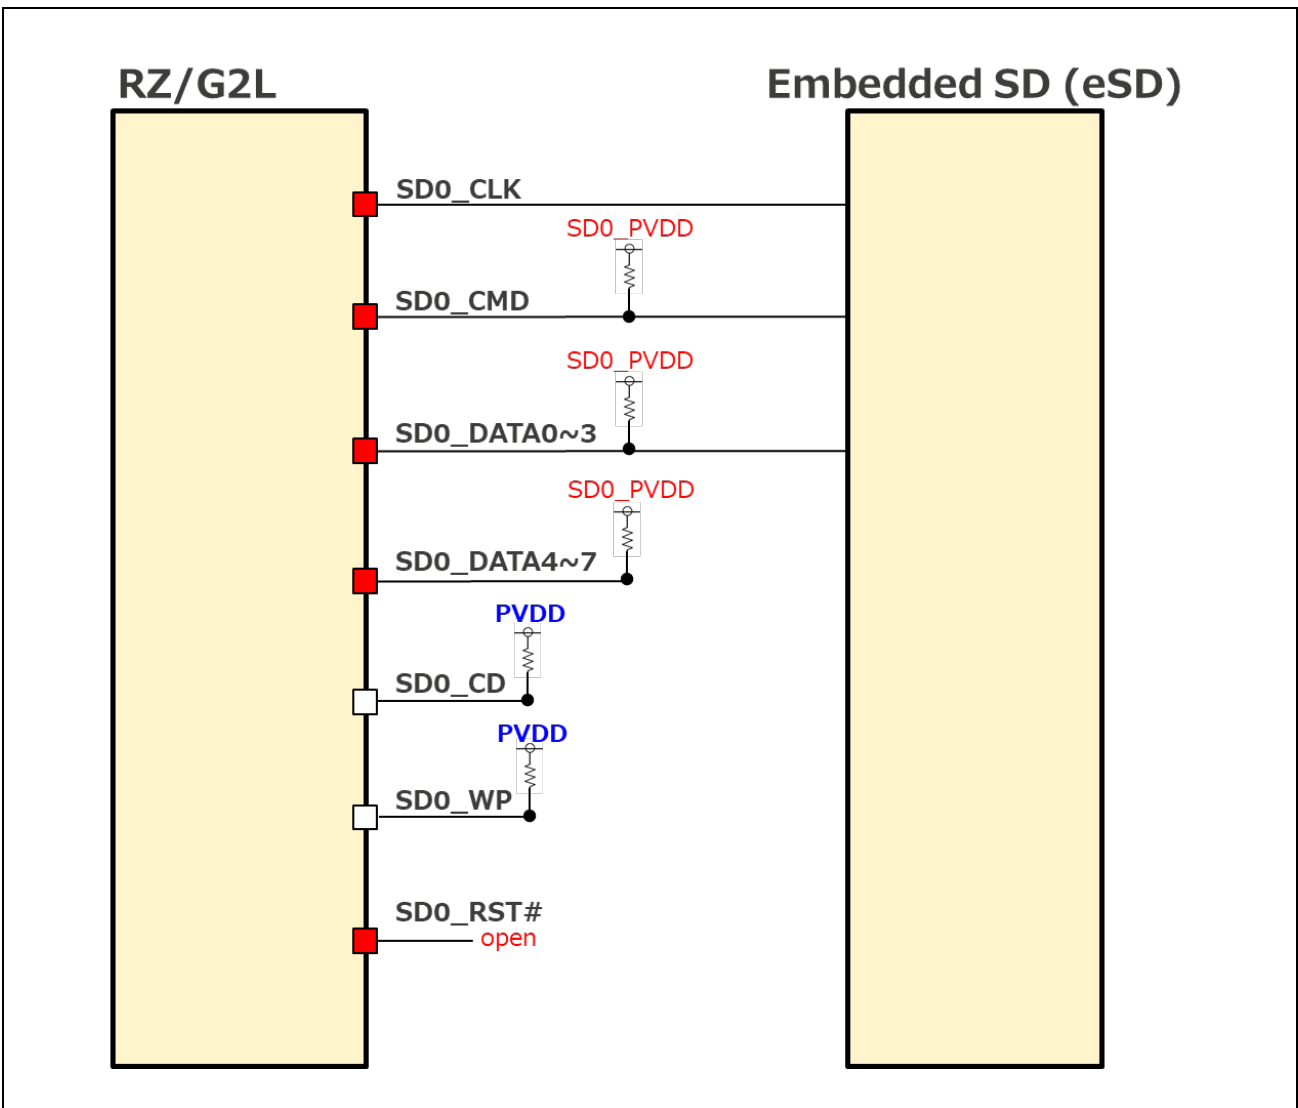 RZ/G2L
Embedded SD (eSD)
SD0_CLK
SD0_PVDD
SD0_CMD
SD0_PVDD
SD0_DATA0~3
SD0_PVDD
SD0_DATA4~7
PVDD
SD0_CD
PVDD
SD0_WP
SD0_RST#
open